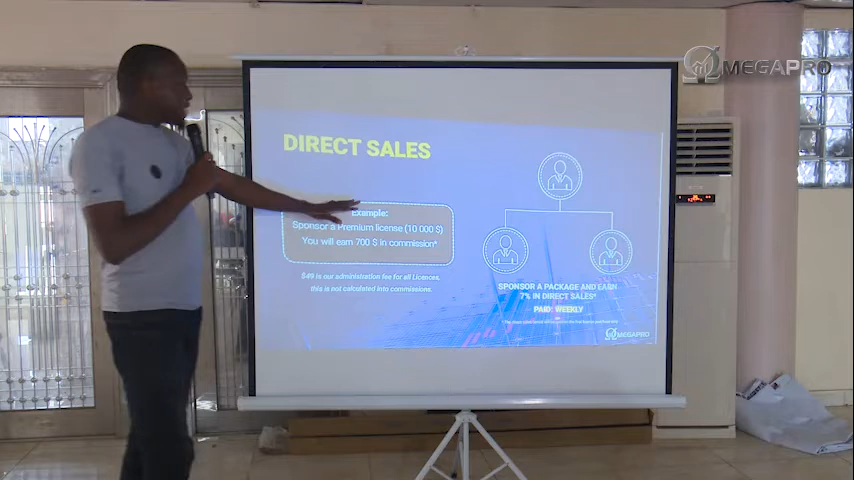 MEGAPRO
DIRECT SALES
Example:
Sponsor a Premium license (10 000 $)
You will earn 700 $ in commission*
$49 is our administration fee for all Licences,
this is not calculated into commissions.
SPONSOR A PACKAGE AND EARN
7% IN DIRECT SALES*
PAID WEEKLY
MEGAPRO